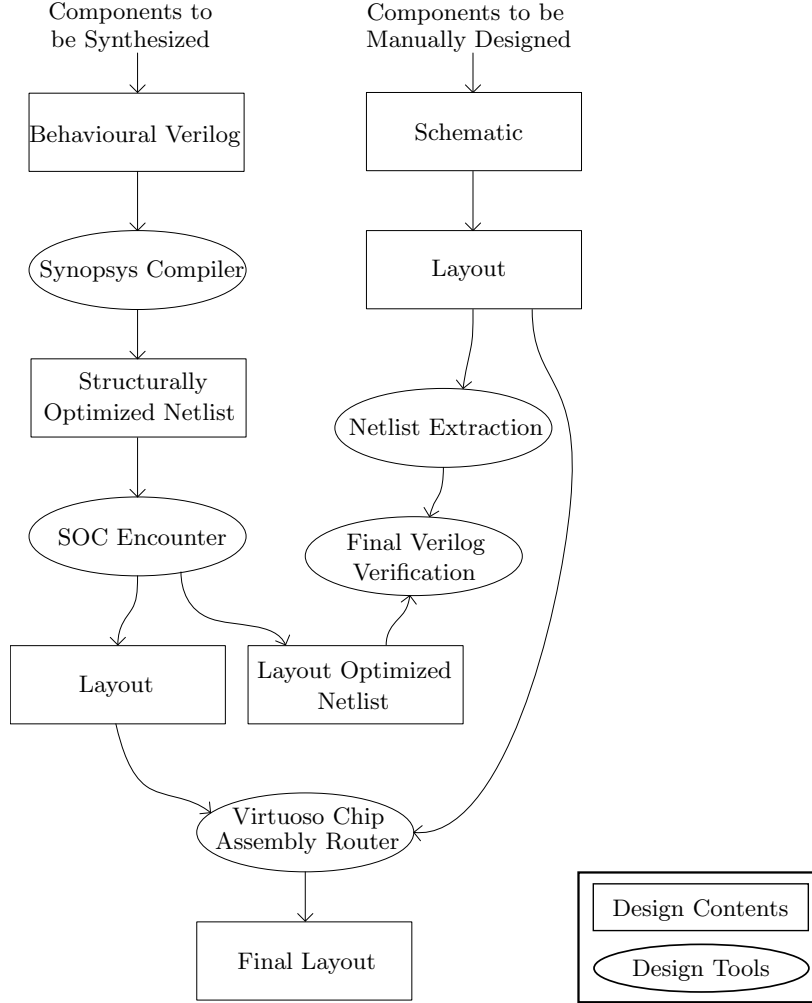 Components to
be Synthesized
Components to be
Manually Designed
Behavioural Verilog
Schematic
Synopsys Compiler
Layout
Structurally
Optimized Netlist
Netlist Extraction
SOC Encounter
Final Verilog
Verification
Layout
Layout Optimized
Netlist
Virtuoso Chip
Assembly Router
Final Layout
Design Contents
Design Tools